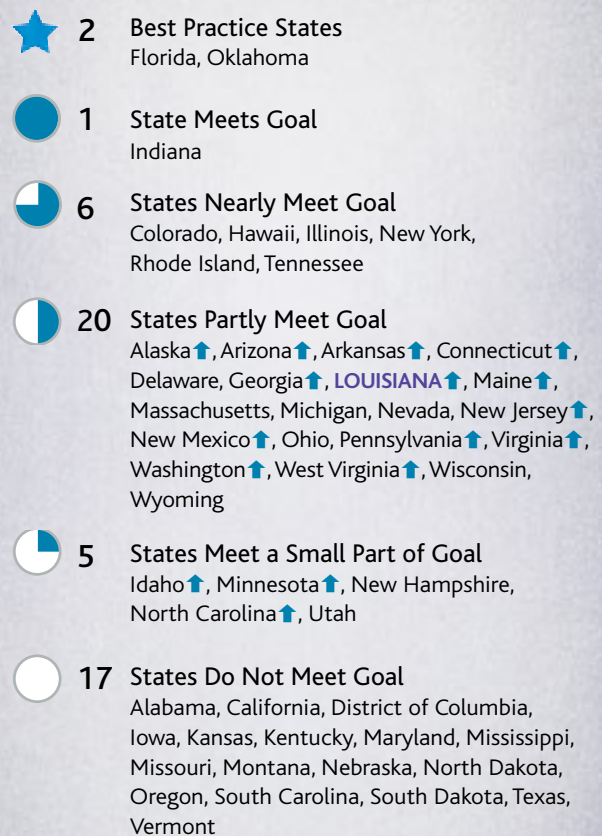 2 Best Practice States
Florida, Oklahoma
1 State Meets Goal
Indiana
6 States Nearly Meet Goal
Colorado, Hawaii, Illinois, New York,
Rhode Island, Tennessee
20 States Partly Meet Goal
Alaska⬆, Arizona⬆, Arkansas⬆, Connecticut⬆,
Delaware, Georgia⬆, LOUISIANA⬆, Maine⬆,
Massachusetts, Michigan, Nevada, New Jersey⬆,
New Mexico⬆, Ohio, Pennsylvania⬆, Virginia⬆,
Washington⬆, West Virginia⬆, Wisconsin,
Wyoming
5 States Meet a Small Part of Goal
Idaho⬆, Minnesota⬆, New Hampshire,
North Carolina⬆, Utah
17 States Do Not Meet Goal
Alabama, California, District of Columbia,
Iowa, Kansas, Kentucky, Maryland, Mississippi,
Missouri, Montana, Nebraska, North Dakota,
Oregon, South Carolina, South Dakota, Texas,
Vermont